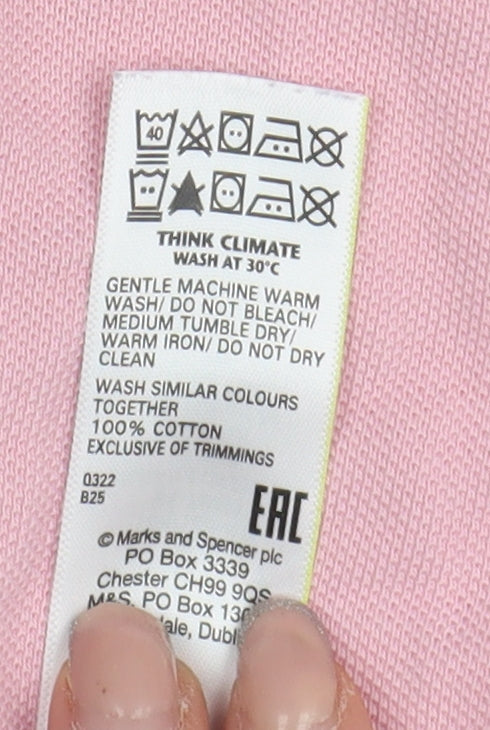 40
THINK CLIMATE
WASH AT 30°C
GENTLE MACHINE WARM
WASH/ DO NOT BLEACH/
MEDIUM TUMBLE DRY/
WARM IRON/ DO NOT DRY
CLEAN
WASH SIMILAR COLOURS
TOGETHER
100% COTTON
EXCLUSIVE OF TRIMMINGS
0322
B25
EAC
© Marks and Spencer plc
PO Box 3339
Chester CH99 9QS
M&S, PO Box